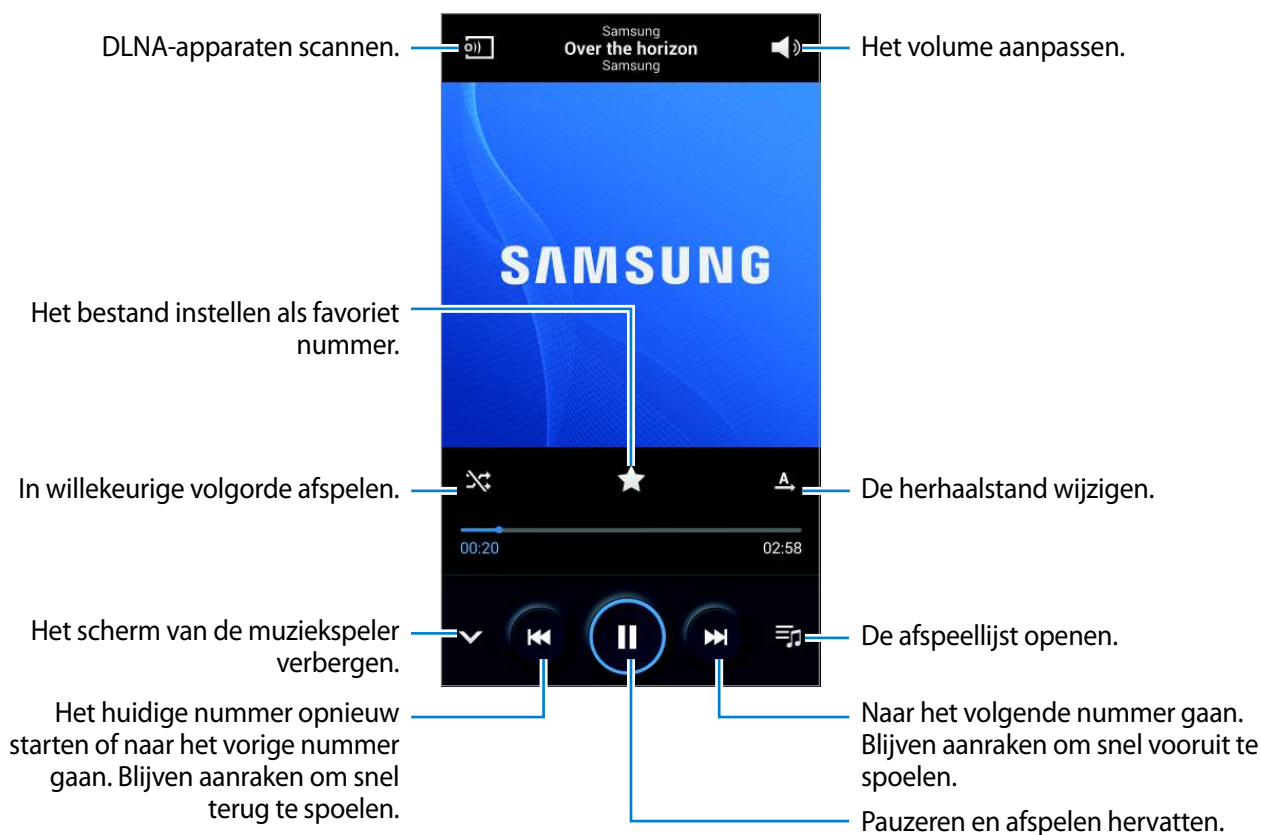 DLNA-apparaten scannen.
Samsung
Over the horizon
Samsung
Het volume aanpassen.
SAMSUNG
Het bestand instellen als favoriet
nummer.
In willekeurige volgorde afspelen.
A
De herhaalstand wijzigen.
00:20
02:58
Het scherm van de muziekspeler
verbergen.
De afspeellijst openen.
Het huidige nummer opnieuw
starten of naar het vorige nummer
gaan. Blijven aanraken om snel
terug te spoelen.
Naar het volgende nummer gaan.
Blijven aanraken om snel vooruit te
spoelen.
Pauzeren en afspelen hervatten.